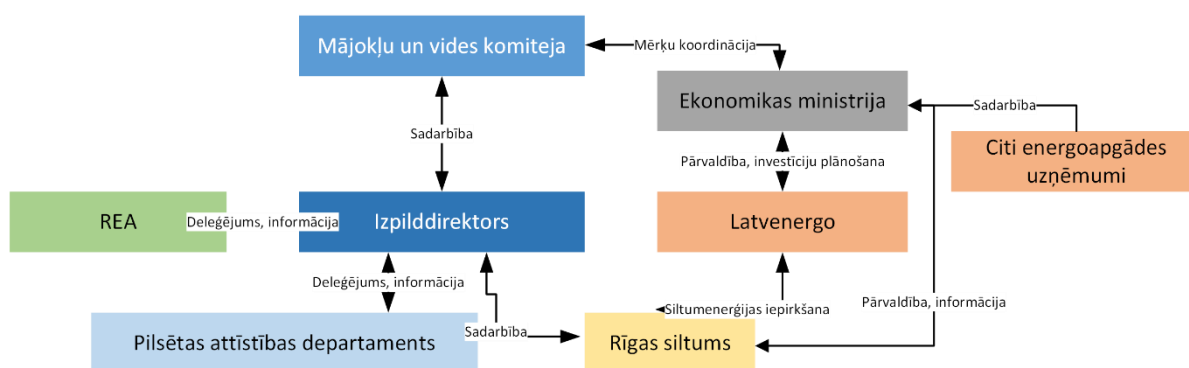 Mājokļu un vides komiteja
Mērķu koordinācija
Ekonomikas ministrija
Sadarbība
Sadarbība
Citi energoapgādes
uzņēmumi
Pārvaldība, investīciju plānošana
REA
Deleģējums, informācija
Izpilddirektors
Latvenergo
Deleģējums, informācija
Siltumenerģijas iepirkšana
Pārvaldība, informācija
Pilsētas attīstības departaments
Sadarbība
Rīgas siltums